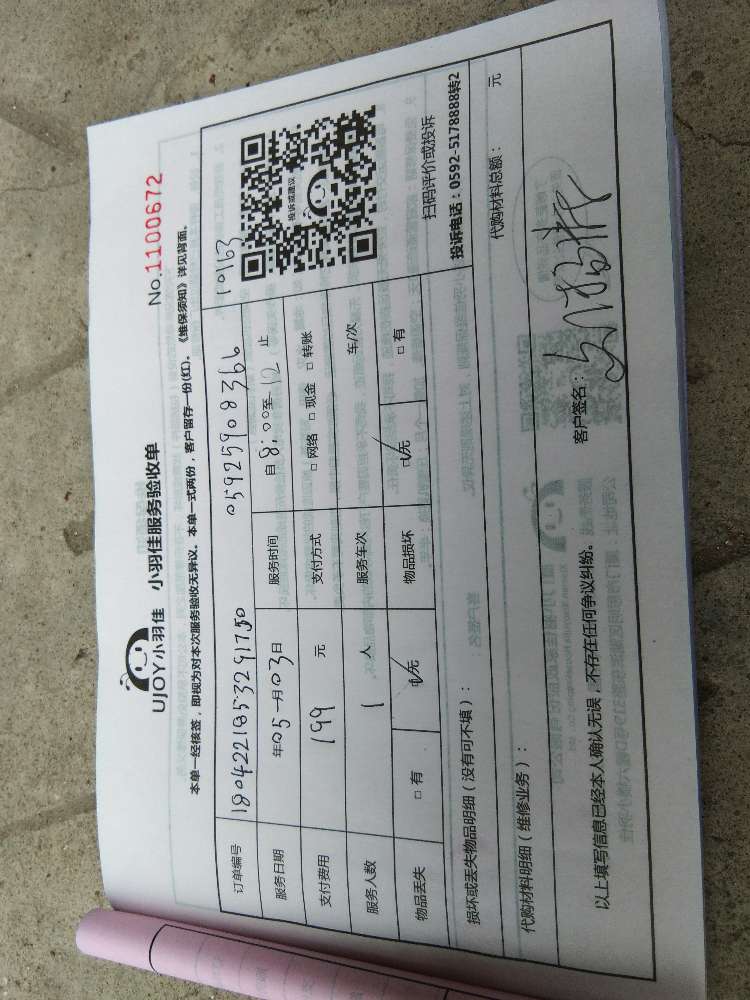 UJOY小羽佳 小羽佳服务验收单
No.1100672
本单一经核签，即视为对本次服务验收无异议。本单一式两份，客户留存一份(红)。《维保须知》详见背面。
订单编号 1804221853291750 05925908366 10163
服务日期 年05月03日 服务时间 自8:00至12止
支付费用 199元 支付方式 □网络 □现金 □转账
服务人数 1人 服务车次 车/次
物品丢失 □有 □无 物品损坏 □无 □有
投诉或建议
扫码评价或投诉
投诉电话：0592-5178888转2
损坏或丢失物品明细（没有可不填）：
代购材料明细（维修业务）： 代购材料总额： 元
以上填写信息已经本人确认无误，不存在任何争议纠纷。 客户签名：